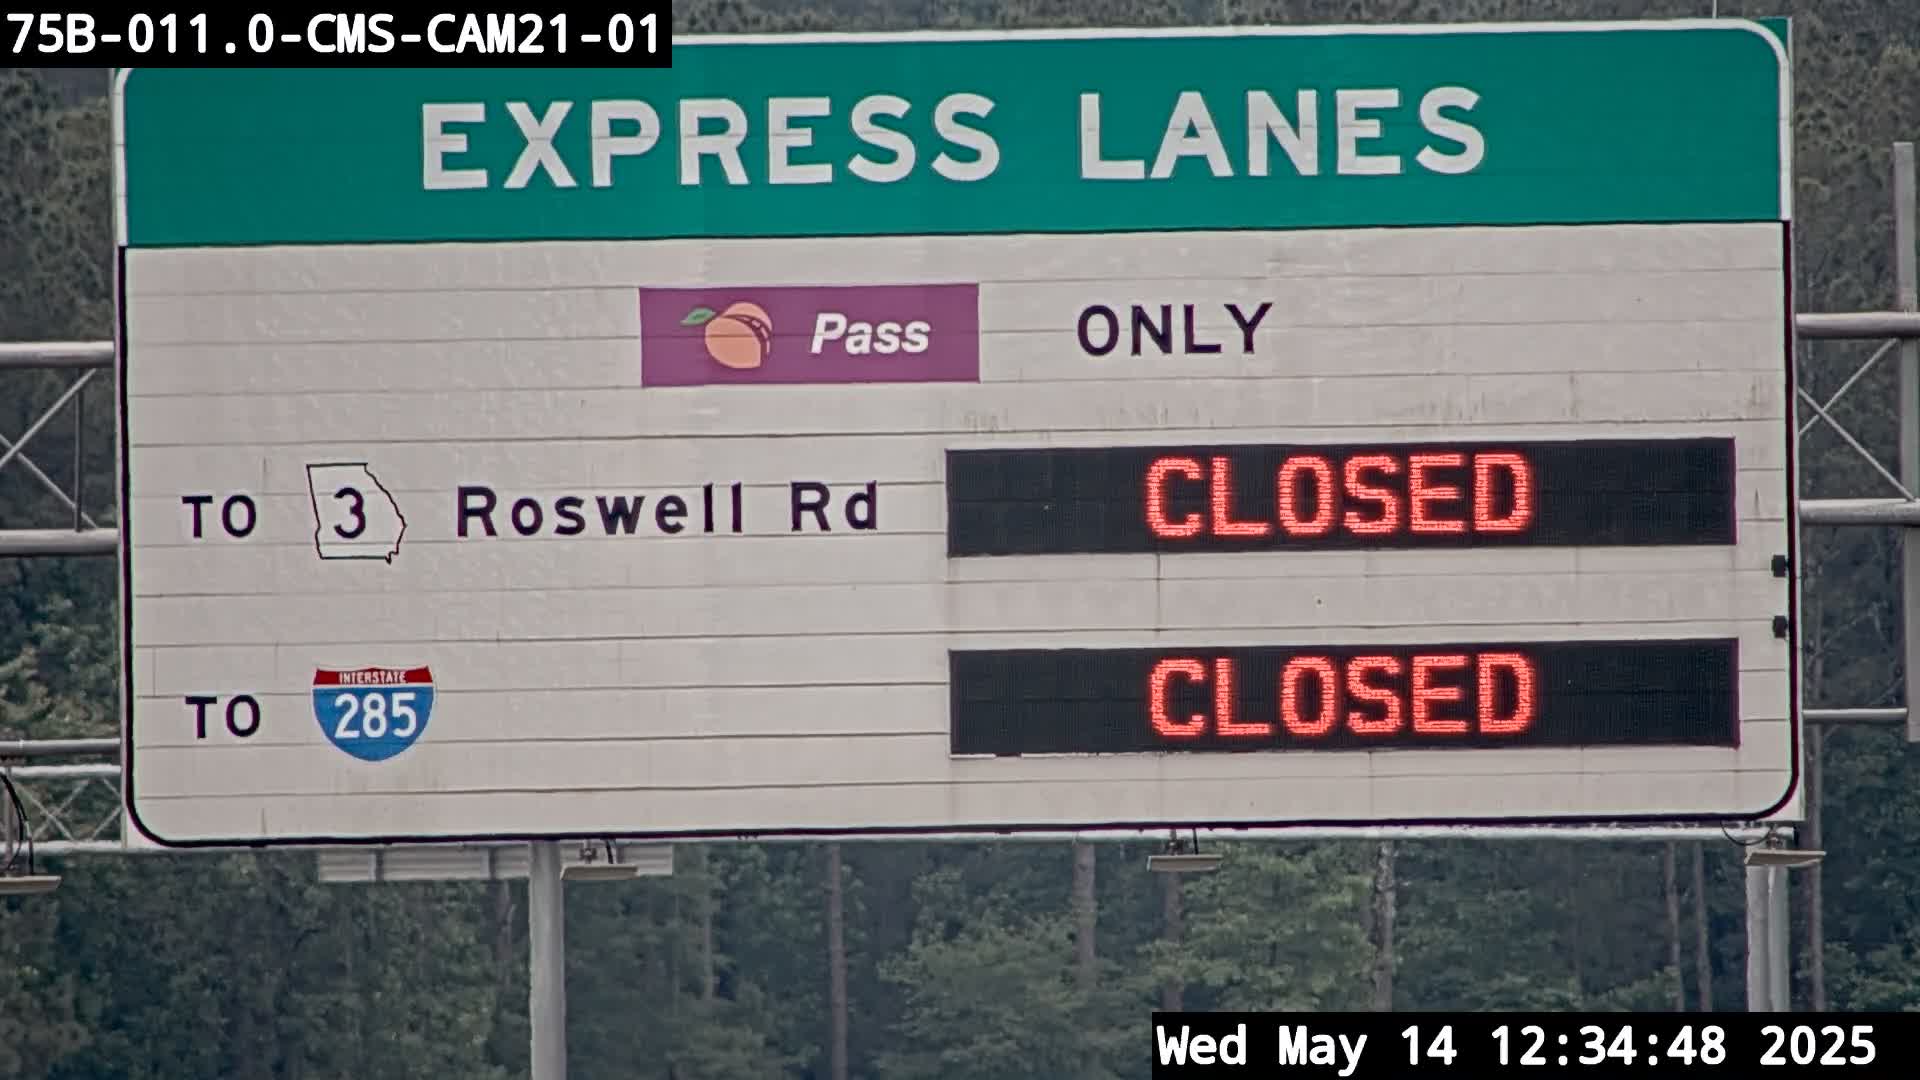 75B-011.0-CMS-CAM21-01
EXPRESS LANES
Pass ONLY
TO 3 Roswell Rd CLOSED
TO INTERSTATE 285 CLOSED
Wed May 14 12:34:48 2025